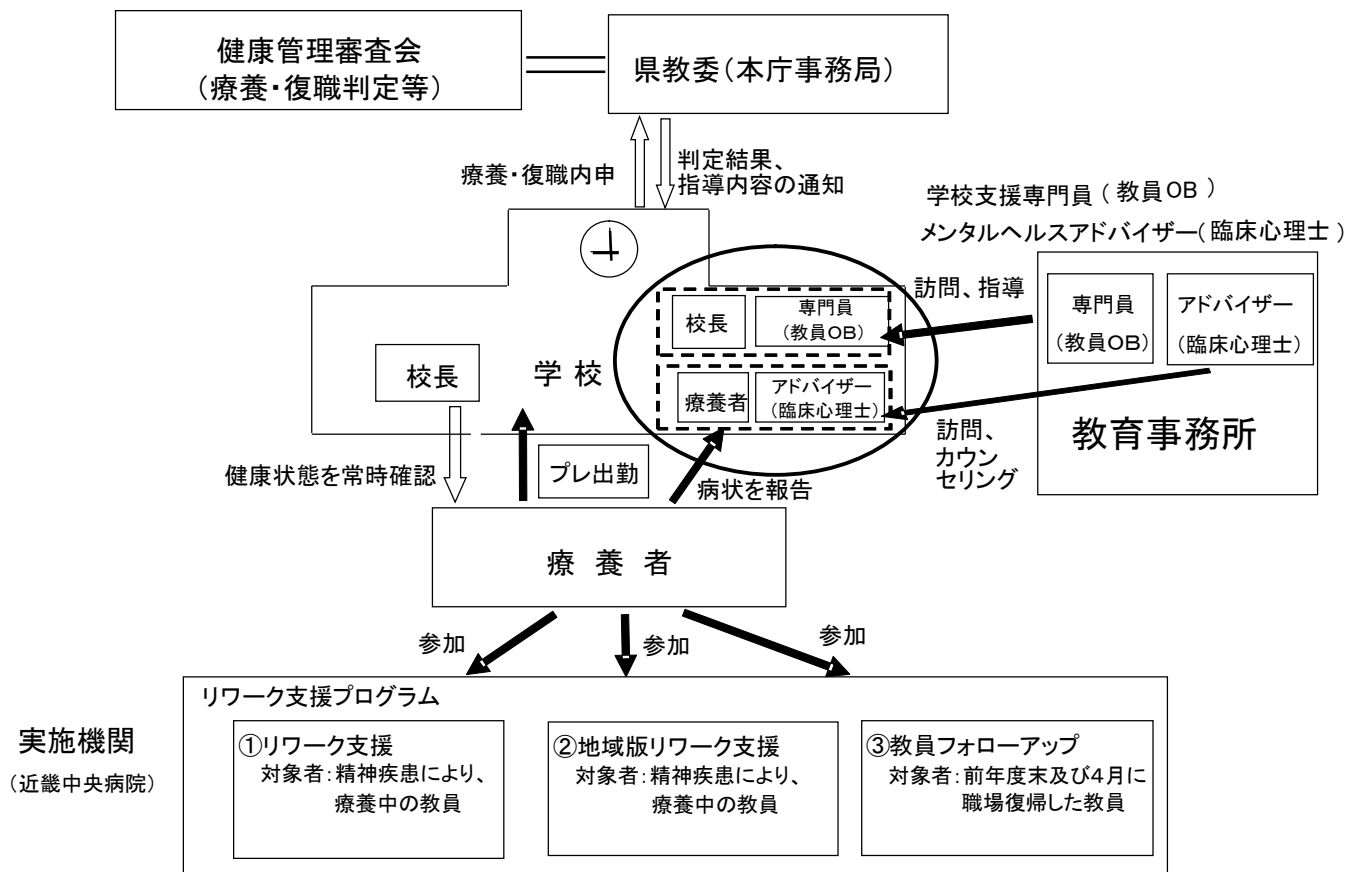 健康管理審査会
(療養・復職判定等)
県教委(本庁事務局)
療養・復職内申
判定結果、
指導内容の通知
学校支援専門員(教員OB)
メンタルヘルスアドバイザー(臨床心理士)
校長
専門員
(教員OB)
訪問、指導
専門員
(教員OB)
アドバイザー
(臨床心理士)
校長
学校
療養者
アドバイザー
(臨床心理士)
教育事務所
訪問、
カウン
セリング
健康状態を常時確認
プレ出勤
病状を報告
療養者
参加
参加
参加
リワーク支援プログラム
実施機関
(近畿中央病院)
①リワーク支援
対象者:精神疾患により、
療養中の教員
②地域版リワーク支援
対象者:精神疾患により、
療養中の教員
③教員フォローアップ
対象者:前年度末及び4月に
職場復帰した教員